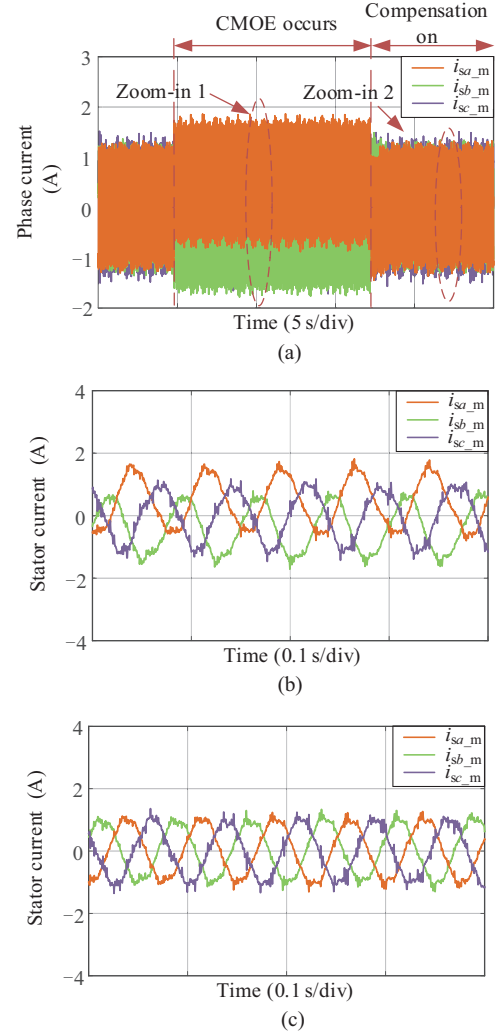 CMOE occurs
Compensation
on
3
2
1
0
−1
−2
Phase current
(A)
Zoom-in 1
Zoom-in 2
isa_m
isb_m
isc_m
Time (5 s/div)
(a)
4
2
0
−2
−4
Stator current (A)
isa_m
isb_m
isc_m
Time (0.1 s/div)
(b)
4
2
0
−2
−4
Stator current (A)
isa_m
isb_m
isc_m
Time (0.1 s/div)
(c)